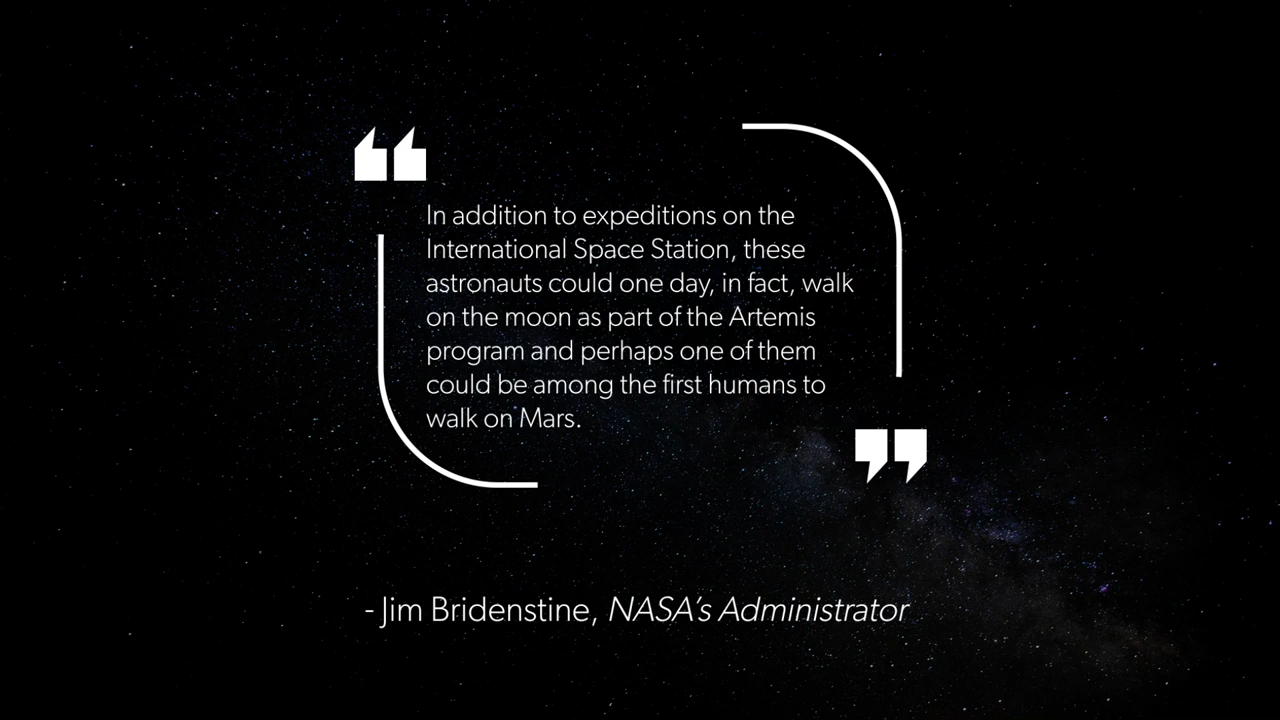 “
In addition to expeditions on the
International Space Station, these
astronauts could one day, in fact, walk
on the moon as part of the Artemis
program and perhaps one of them
could be among the first humans to
walk on Mars.
”
- Jim Bridenstine, NASA’s Administrator